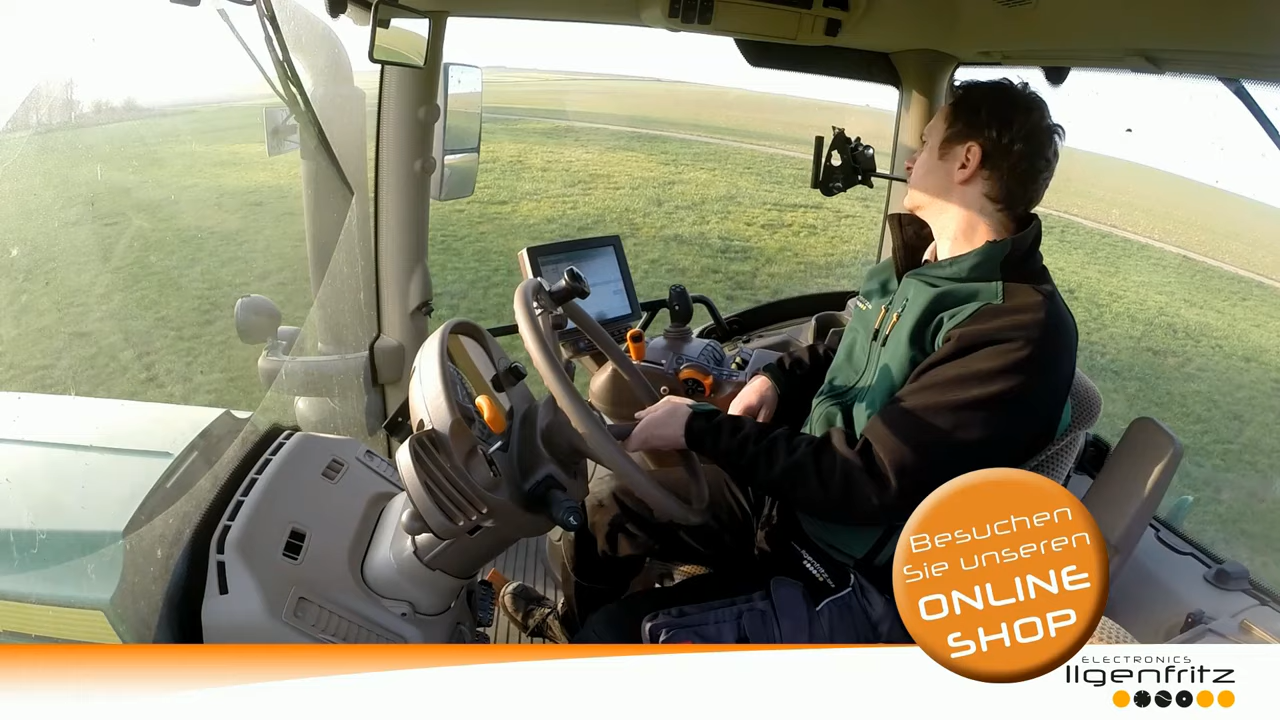 Besuchen
Sie unseren
ONLINE
SHOP
ELECTRONICS
Ilgenfritz